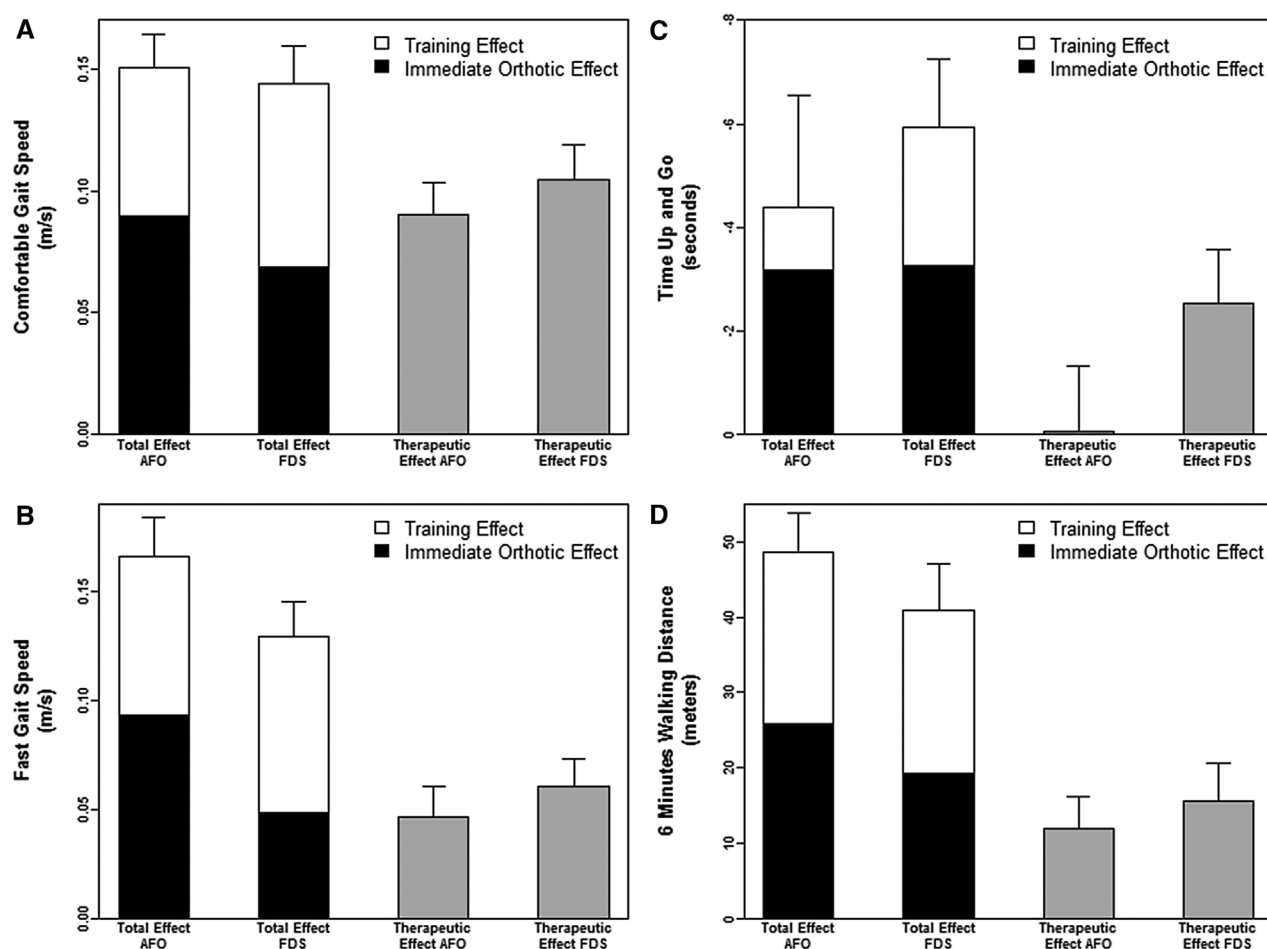 A
Training Effect
Immediate Orthotic Effect
Comfortable Gait Speed
(m/s)
0.15
0.10
0.05
0.00
Total Effect
AFO
Total Effect
FDS
Therapeutic
Effect AFO
Therapeutic
Effect FDS
B
Training Effect
Immediate Orthotic Effect
Fast Gait Speed
(m/s)
0.15
0.10
0.05
0.00
Total Effect
AFO
Total Effect
FDS
Therapeutic
Effect AFO
Therapeutic
Effect FDS
C
Training Effect
Immediate Orthotic Effect
Time Up and Go
(seconds)
-.8
-.6
-.4
-.2
0
Total Effect
AFO
Total Effect
FDS
Therapeutic
Effect AFO
Therapeutic
Effect FDS
D
Training Effect
Immediate Orthotic Effect
6 Minutes Walking Distance
(meters)
50
40
30
20
10
0
Total Effect
AFO
Total Effect
FDS
Therapeutic
Effect AFO
Therapeutic
Effect FDS